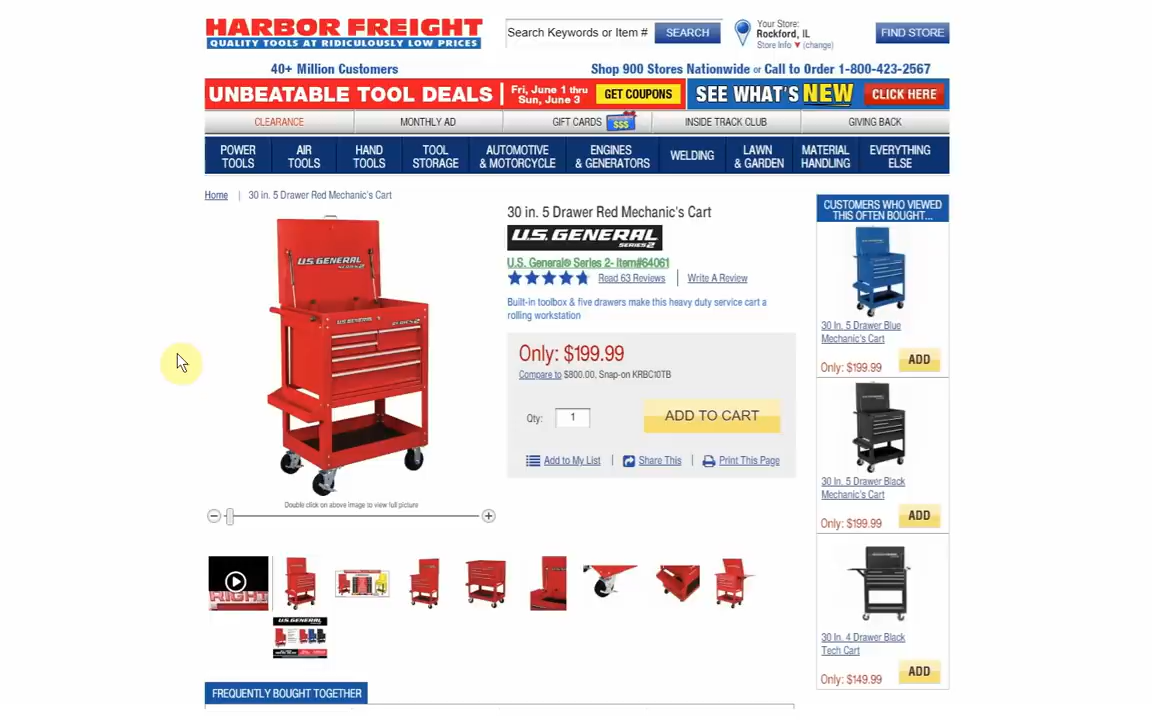 HARBOR FREIGHT
QUALITY TOOLS AT RIDICULOUSLY LOW PRICES
Search Keywords or Item #
SEARCH
Your Store:
Rockford, IL
Store Info ▼ (change)
FIND STORE
40+ Million Customers
Shop 900 Stores Nationwide or Call to Order 1-800-423-2567
UNBEATABLE TOOL DEALS
Fri, June 1 thru
Sun, June 3
GET COUPONS
SEE WHAT'S NEW
CLICK HERE
CLEARANCE
MONTHLY AD
GIFT CARDS
$$$
INSIDE TRACK CLUB
GIVING BACK
POWER
TOOLS
AIR
TOOLS
HAND
TOOLS
TOOL
STORAGE
AUTOMOTIVE
& MOTORCYCLE
ENGINES
& GENERATORS
WELDING
LAWN
& GARDEN
MATERIAL
HANDLING
EVERYTHING
ELSE
Home | 30 in. 5 Drawer Red Mechanic's Cart
U.S. GENERAL
SERIES 2
U.S. GENERAL SERIES 2
Double click on above image to view full picture
RIGHT
U.S. GENERAL
30 in. 5 Drawer Red Mechanic's Cart
U.S. GENERAL
SERIES 2
U.S. General® Series 2- Item#64061
Read 63 Reviews | Write A Review
Built-in toolbox & five drawers make this heavy duty service cart a
rolling workstation
Only: $199.99
Compare to $800.00, Snap-on KRBC10TB
Qty: 1
ADD TO CART
Add to My List | Share This | Print This Page
CUSTOMERS WHO VIEWED
THIS OFTEN BOUGHT...
30 In. 5 Drawer Blue
Mechanic's Cart
Only: $199.99
ADD
30 In. 5 Drawer Black
Mechanic's Cart
Only: $199.99
ADD
30 In. 4 Drawer Black
Tech Cart
Only: $149.99
ADD
FREQUENTLY BOUGHT TOGETHER